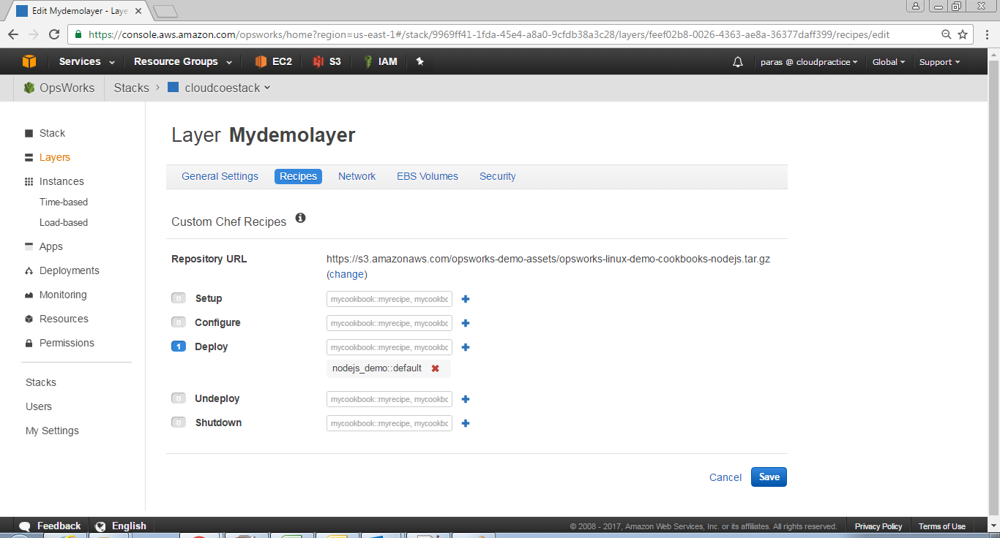 Edit Mydemolayer - Laye
https://console.aws.amazon.com/opsworks/home?region=us-east-1#/stack/9969ff41-1fda-45e4-a8a0-9cfdb38a3c28/layers/feef02b8-0026-4363-ae8a-36377daff399/recipes/edit
Services Resource Groups EC2 S3 IAM paras @ cloudpractice Global Support
OpsWorks Stacks > cloudcoestack
Stack
Layers
Instances
Time-based
Load-based
Apps
Deployments
Monitoring
Resources
Permissions
Stacks
Users
My Settings
Layer Mydemolayer
General Settings Recipes Network EBS Volumes Security
Custom Chef Recipes
Repository URL https://s3.amazonaws.com/opsworks-demo-assets/opsworks-linux-demo-cookbooks-nodejs.tar.gz
(change)
0 Setup mycookbook::myrecipe, mycookbo
0 Configure mycookbook::myrecipe, mycookbo
1 Deploy mycookbook::myrecipe, mycookbo
nodejs_demo::default
0 Undeploy mycookbook::myrecipe, mycookbo
0 Shutdown mycookbook::myrecipe, mycookbo
Cancel Save
Feedback English © 2008 - 2017, Amazon Web Services, Inc. or its affiliates. All rights reserved. Privacy Policy Terms of Use